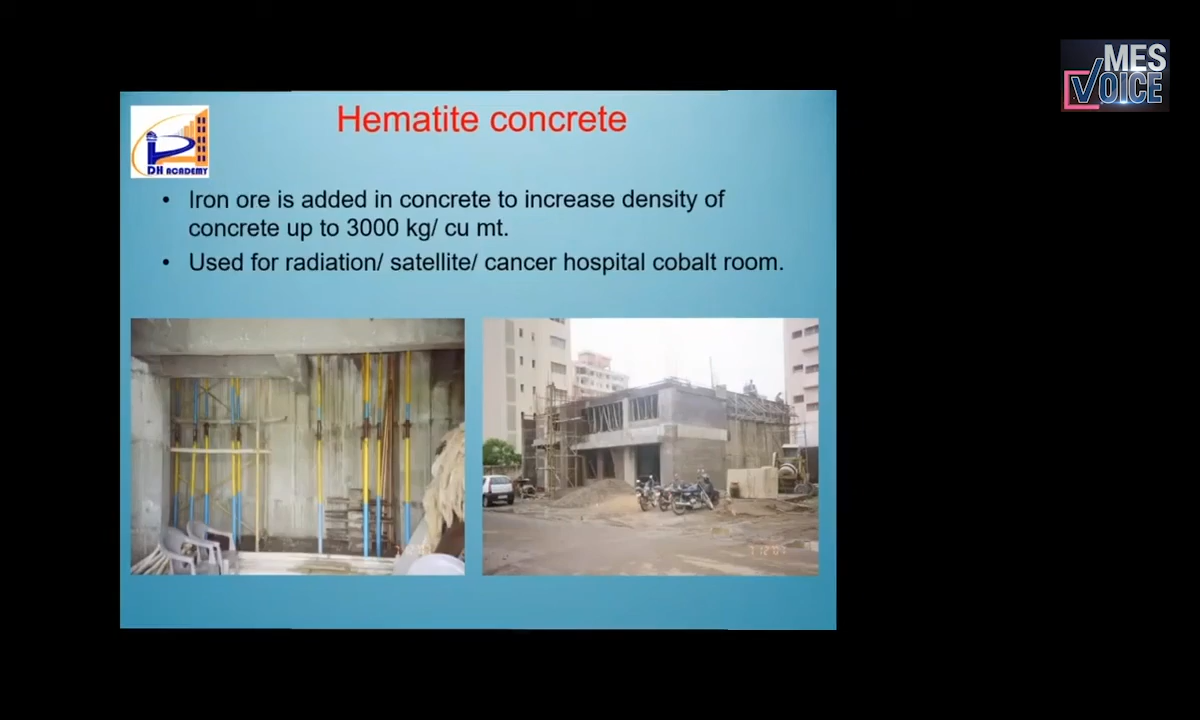 MES
VOICE
Hematite concrete
DH ACADEMY
• Iron ore is added in concrete to increase density of
concrete up to 3000 kg/ cu mt.
• Used for radiation/ satellite/ cancer hospital cobalt room.